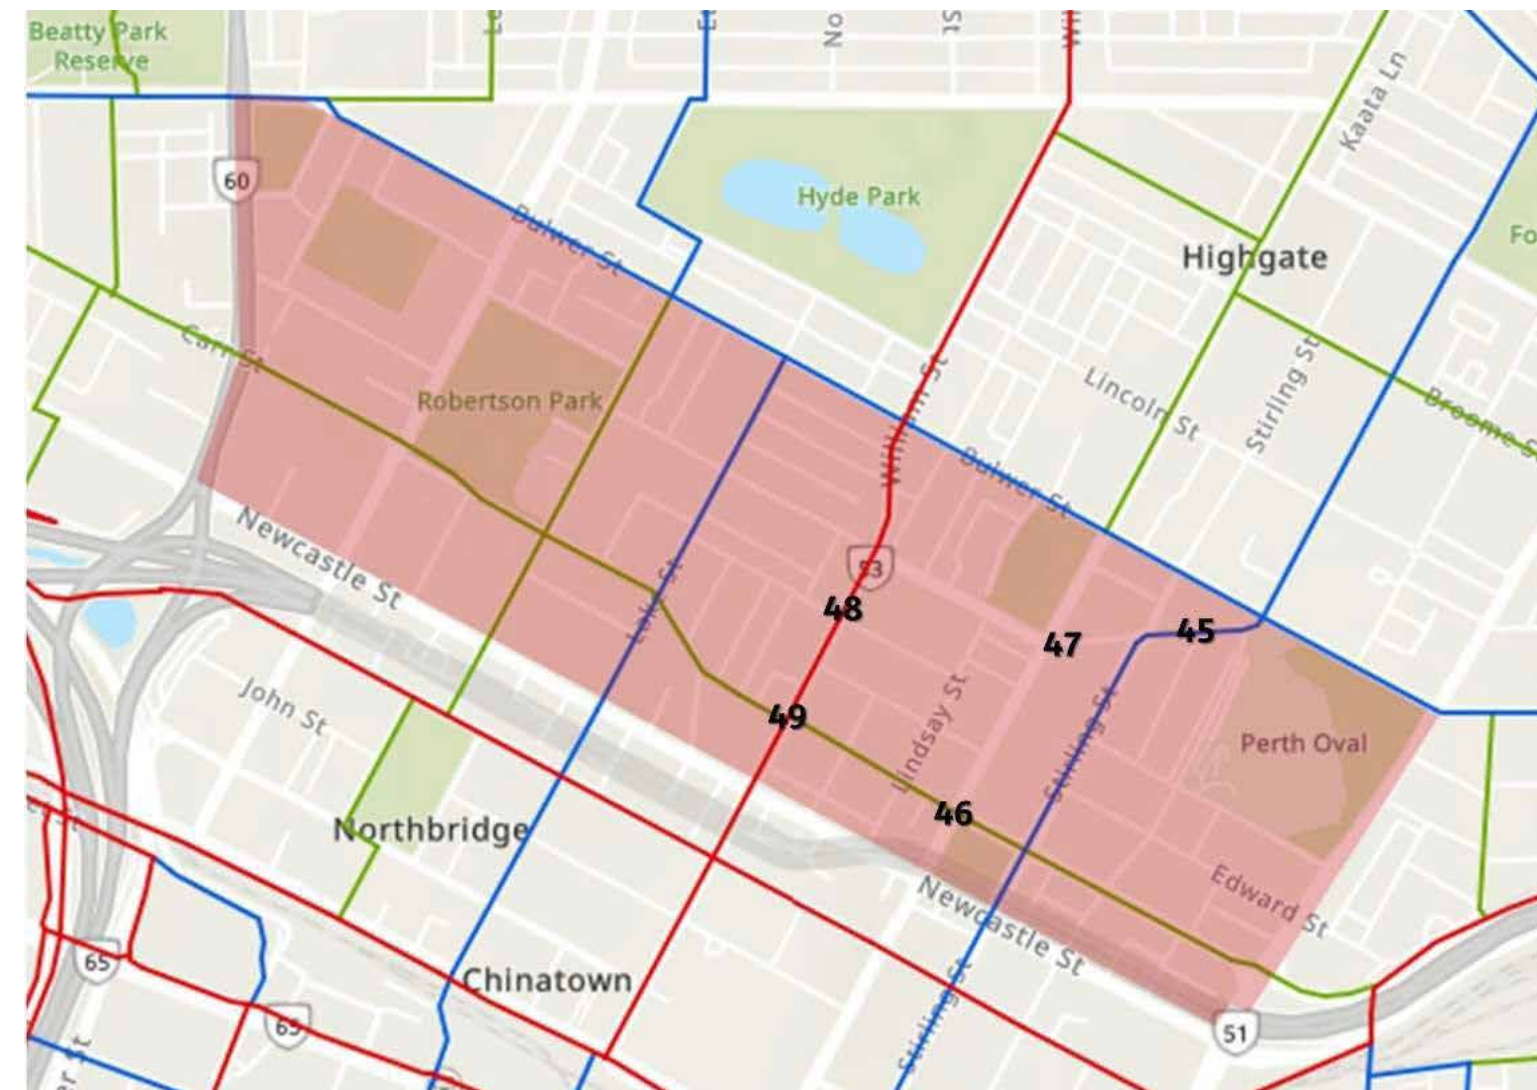 Beatty Park
Reserve
60
Bulwer St
Hyde Park
Kaata Ln
Highgate
Carr St
Robertson Park
William St
Lincoln St
Stirling St
Broome S
Bulwer St
Newcastle St
53
Lake St
48
47
45
John St
49
Lindsay St
Stirling St
Perth Oval
46
Northbridge
Edward St
Newcastle St
65
Chinatown
Stirling St
65
51